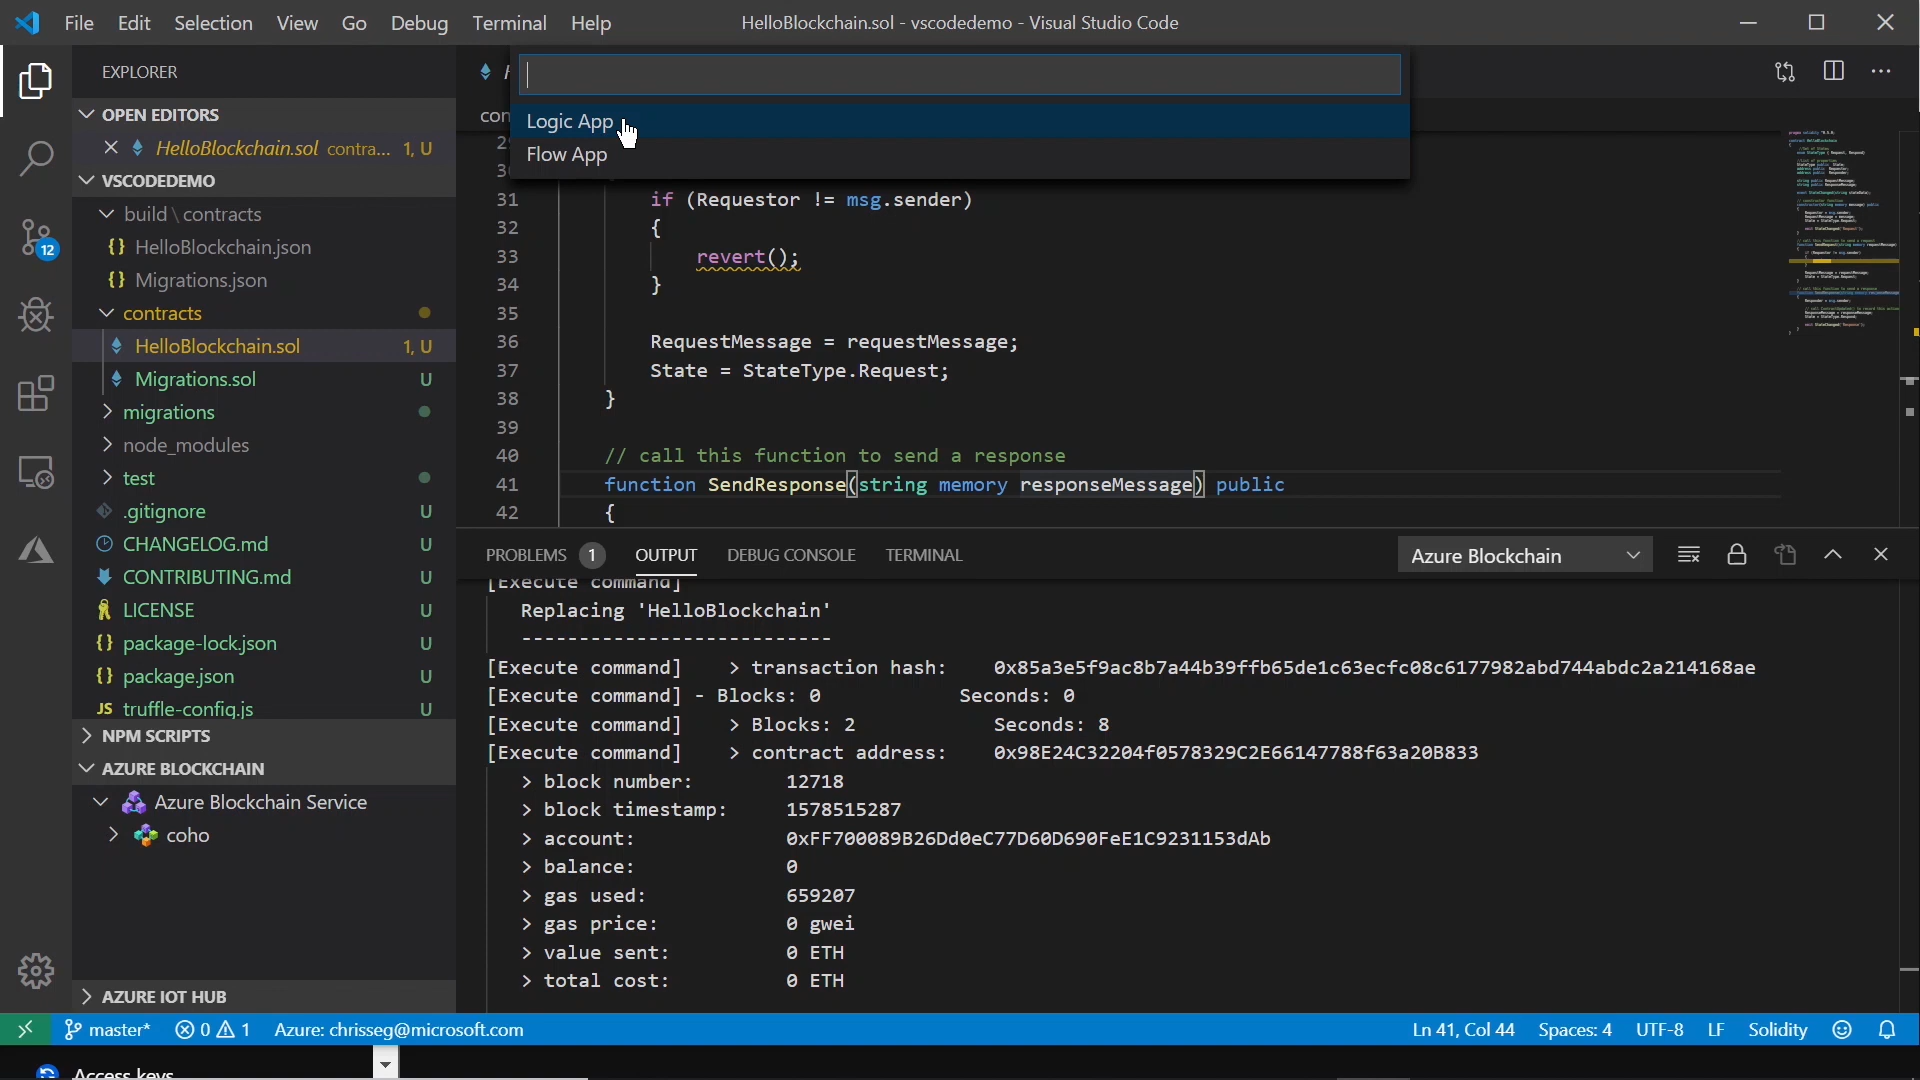 File Edit Selection View Go Debug Terminal Help
HelloBlockchain.sol - vscodedemo - Visual Studio Code
EXPLORER
OPEN EDITORS
HelloBlockchain.sol contra... 1, U
VSCODEDEMO
build \ contracts
{} HelloBlockchain.json
{} Migrations.json
contracts
HelloBlockchain.sol 1, U
Migrations.sol U
migrations
node_modules
test
.gitignore U
CHANGELOG.md U
CONTRIBUTING.md U
LICENSE U
{} package-lock.json U
{} package.json U
JS truffle-config.js U
NPM SCRIPTS
AZURE BLOCKCHAIN
Azure Blockchain Service
coho
AZURE IOT HUB
12
con
Logic App
Flow App
31 if (Requestor != msg.sender)
32 {
33 revert();
34 }
35
36 RequestMessage = requestMessage;
37 State = StateType.Request;
38 }
39
40 // call this function to send a response
41 function SendResponse(string memory responseMessage) public
42 {
PROBLEMS 1 OUTPUT DEBUG CONSOLE TERMINAL
Azure Blockchain
[Execute command]
Replacing 'HelloBlockchain'
---------------------------
[Execute command] > transaction hash: 0x85a3e5f9ac8b7a44b39ffb65de1c63ecfc08c6177982abd744abdc2a214168ae
[Execute command] - Blocks: 0 Seconds: 0
[Execute command] > Blocks: 2 Seconds: 8
[Execute command] > contract address: 0x98E24C32204f0578329C2E66147788f63a20B833
> block number: 12718
> block timestamp: 1578515287
> account: 0xFF700089B26Dd0eC77D60D690FeE1C9231153dAb
> balance: 0
> gas used: 659207
> gas price: 0 gwei
> value sent: 0 ETH
> total cost: 0 ETH
master* 0 1 Azure: chrisseg@microsoft.com
Ln 41, Col 44 Spaces: 4 UTF-8 LF Solidity
Access keys